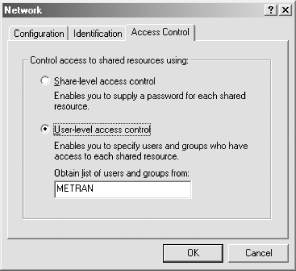 Network
Configuration Identification Access Control
Control access to shared resources using:
Share-level access control
Enables you to supply a password for each shared
resource.
User-level access control
Enables you to specify users and groups who have
access to each shared resource.
Obtain list of users and groups from:
METRAN
OK Cancel